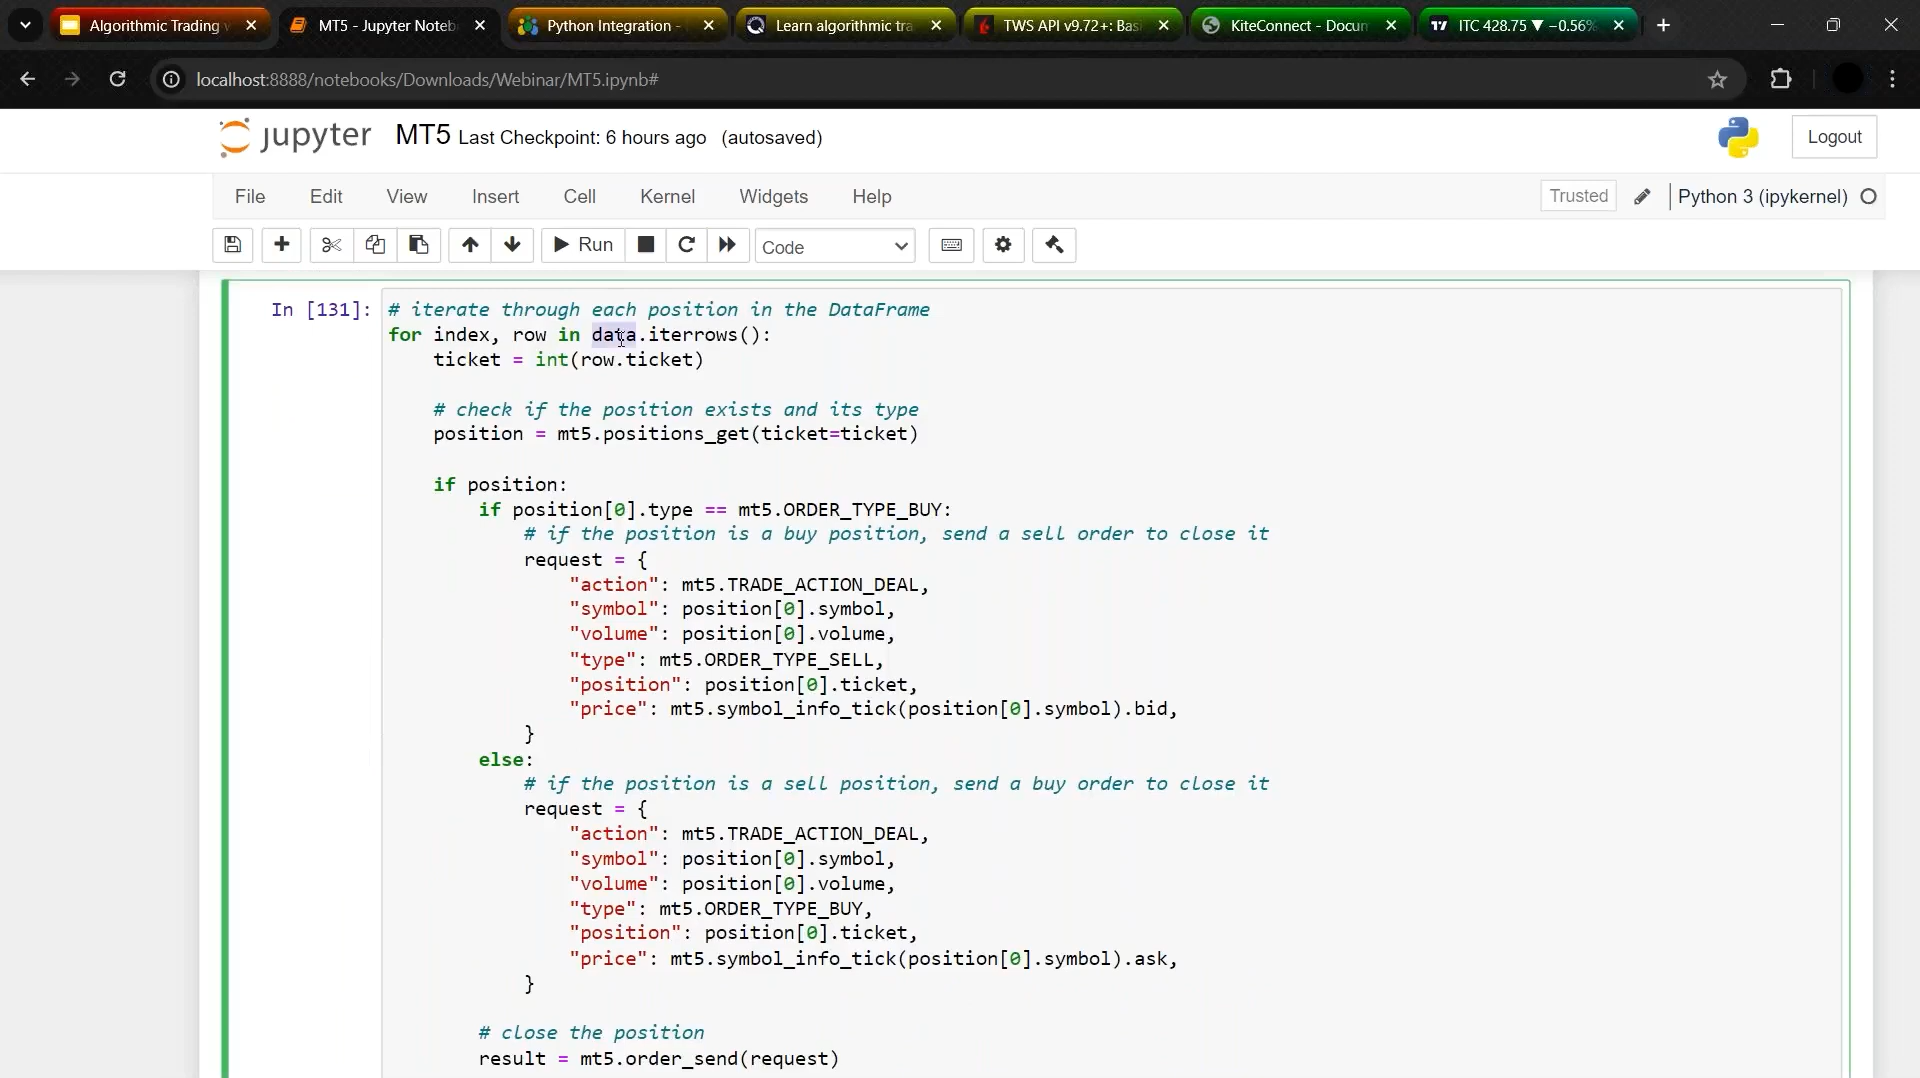 Algorithmic Trading
MT5 - Jupyter Noteb
Python Integration -
Learn algorithmic tra
TWS API v9.72+: Bas
KiteConnect - Docum
ITC 428.75 ▼ −0.56%
localhost:8888/notebooks/Downloads/Webinar/MT5.ipynb#
jupyter MT5 Last Checkpoint: 6 hours ago (autosaved)
Logout
File Edit View Insert Cell Kernel Widgets Help
Trusted Python 3 (ipykernel)
Run Code
In [131]: # iterate through each position in the DataFrame
for index, row in data.iterrows():
    ticket = int(row.ticket)
    # check if the position exists and its type
    position = mt5.positions_get(ticket=ticket)
    if position:
        if position[0].type == mt5.ORDER_TYPE_BUY:
            # if the position is a buy position, send a sell order to close it
            request = {
                "action": mt5.TRADE_ACTION_DEAL,
                "symbol": position[0].symbol,
                "volume": position[0].volume,
                "type": mt5.ORDER_TYPE_SELL,
                "position": position[0].ticket,
                "price": mt5.symbol_info_tick(position[0].symbol).bid,
            }
        else:
            # if the position is a sell position, send a buy order to close it
            request = {
                "action": mt5.TRADE_ACTION_DEAL,
                "symbol": position[0].symbol,
                "volume": position[0].volume,
                "type": mt5.ORDER_TYPE_BUY,
                "position": position[0].ticket,
                "price": mt5.symbol_info_tick(position[0].symbol).ask,
            }
        # close the position
        result = mt5.order_send(request)